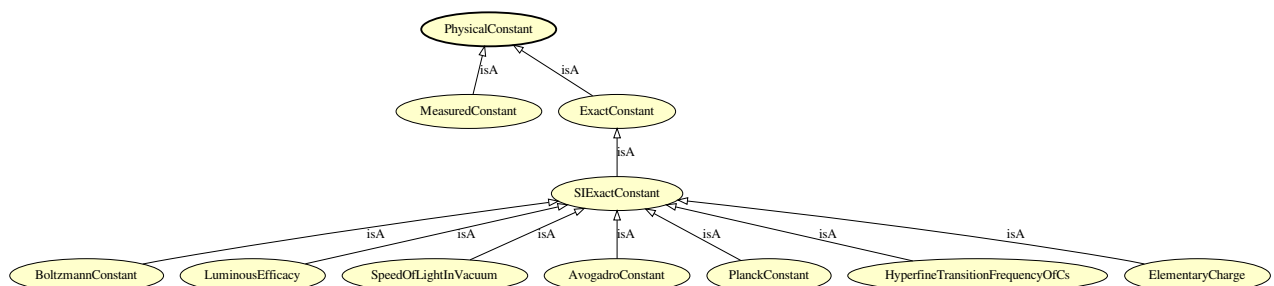 PhysicalConstant
isA isA
MeasuredConstant ExactConstant
isA
SIExactConstant
isA isA isA isA isA isA isA
BoltzmannConstant LuminousEfficacy SpeedOfLightInVacuum AvogadroConstant PlanckConstant HyperfineTransitionFrequencyOfCs ElementaryCharge